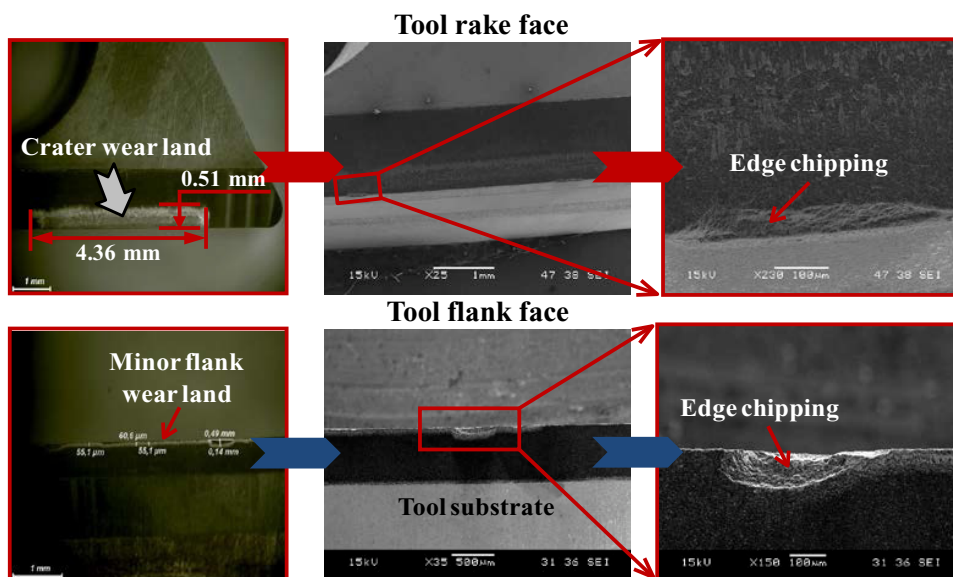 Tool rake face
Crater wear land
0.51 mm
4.36 mm
1 mm
15kV X25 1mm 47 38 SEI
Edge chipping
15kV X230 100μm 47.38 SEI
Tool flank face
Minor flank
wear land
60,6 μm
0,49 mm
55,1 μm
55,1 μm
0,14 mm
1 mm
Tool substrate
15kV X35 500μm 31 36 SEI
Edge chipping
15kV X150 100μm 31 36 SEI